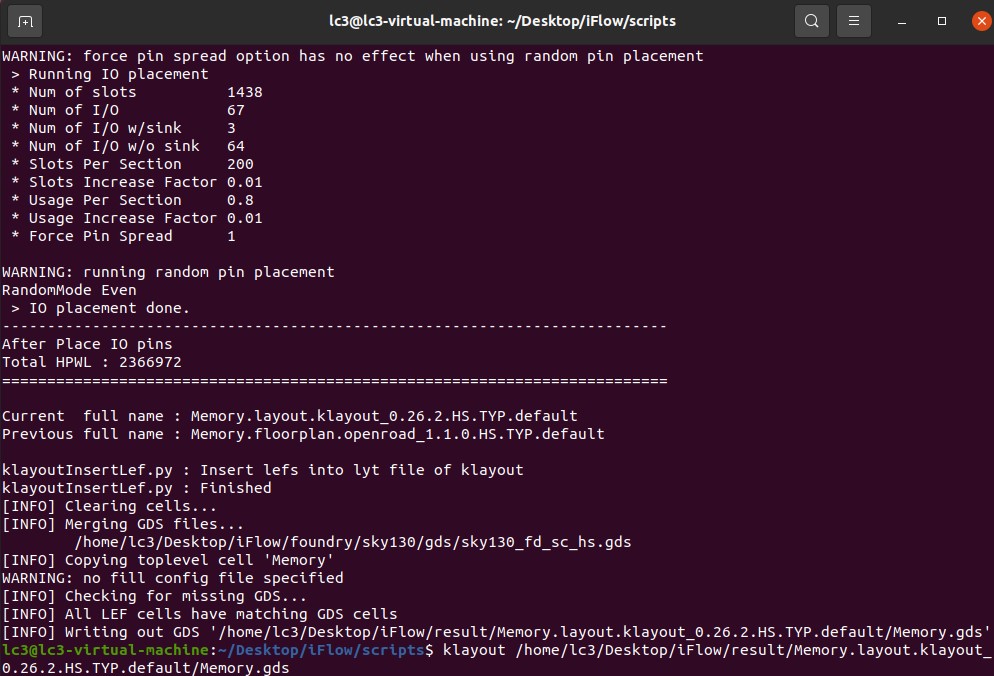 lc3@lc3-virtual-machine: ~/Desktop/iFlow/scripts
WARNING: force pin spread option has no effect when using random pin placement
 > Running IO placement
 * Num of slots          1438
 * Num of I/O            67
 * Num of I/O w/sink     3
 * Num of I/O w/o sink   64
 * Slots Per Section     200
 * Slots Increase Factor 0.01
 * Usage Per Section     0.8
 * Usage Increase Factor 0.01
 * Force Pin Spread      1
WARNING: running random pin placement
RandomMode Even
 > IO placement done.
--------------------------------------------------------------------------
After Place IO pins
Total HPWL : 2366972
==========================================================================
Current  full name : Memory.layout.klayout_0.26.2.HS.TYP.default
Previous full name : Memory.floorplan.openroad_1.1.0.HS.TYP.default
klayoutInsertLef.py : Insert lefs into lyt file of klayout
klayoutInsertLef.py : Finished
[INFO] Clearing cells...
[INFO] Merging GDS files...
        /home/lc3/Desktop/iFlow/foundry/sky130/gds/sky130_fd_sc_hs.gds
[INFO] Copying toplevel cell 'Memory'
WARNING: no fill config file specified
[INFO] Checking for missing GDS...
[INFO] All LEF cells have matching GDS cells
[INFO] Writing out GDS '/home/lc3/Desktop/iFlow/result/Memory.layout.klayout_0.26.2.HS.TYP.default/Memory.gds'
lc3@lc3-virtual-machine:~/Desktop/iFlow/scripts$ klayout /home/lc3/Desktop/iFlow/result/Memory.layout.klayout_
0.26.2.HS.TYP.default/Memory.gds